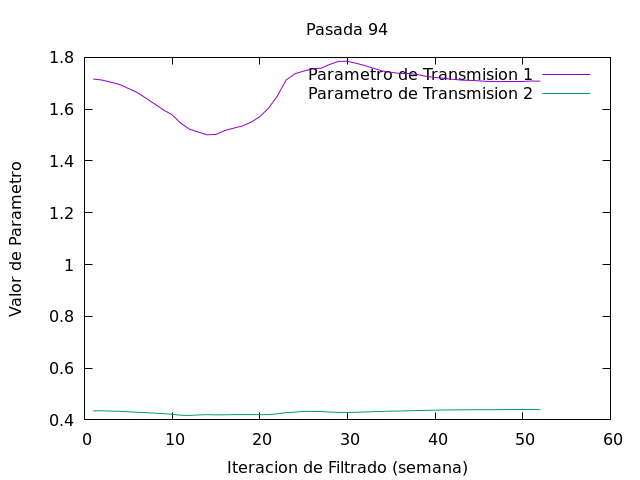 Pasada 94
Parametro de Transmision 1
Parametro de Transmision 2
1.8
1.6
1.4
1.2
1
0.8
0.6
0.4
Valor de Parametro
0 10 20 30 40 50 60
Iteracion de Filtrado (semana)